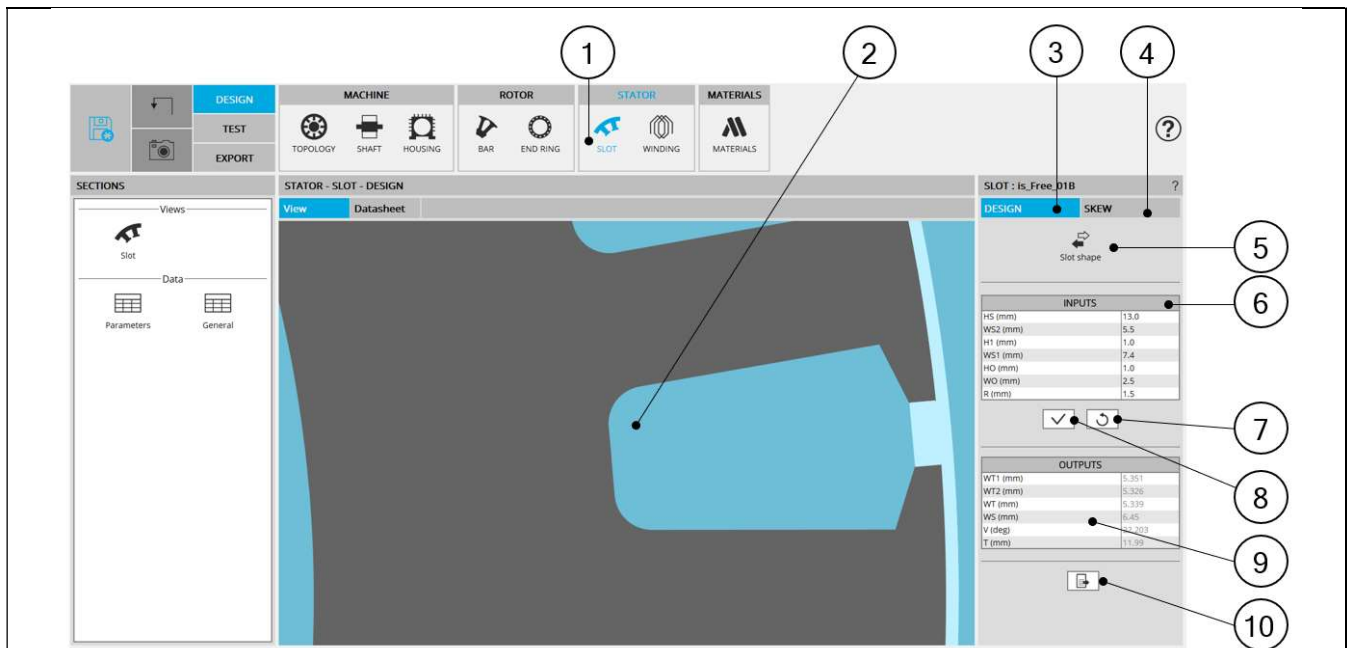 1
2
3
4
DESIGN
TEST
EXPORT
MACHINE
TOPOLOGY SHAFT HOUSING
ROTOR
BAR END RING
STATOR
SLOT WINDING
MATERIALS
MATERIALS
?
SECTIONS
Views
Slot
Data
Parameters General
STATOR - SLOT - DESIGN
View Datasheet
SLOT : is_Free_01B ?
DESIGN SKEW
Slot shape
5
INPUTS
6
HS (mm) 13.0
WS2 (mm) 5.5
H1 (mm) 1.0
WS1 (mm) 7.4
HO (mm) 1.0
WO (mm) 2.5
R (mm) 1.5
7
OUTPUTS
WT1 (mm) 5.351
WT2 (mm) 5.326
WT (mm) 5.339
WS (mm) 6.45
V (deg)
T (mm) 11.99
8
9
10